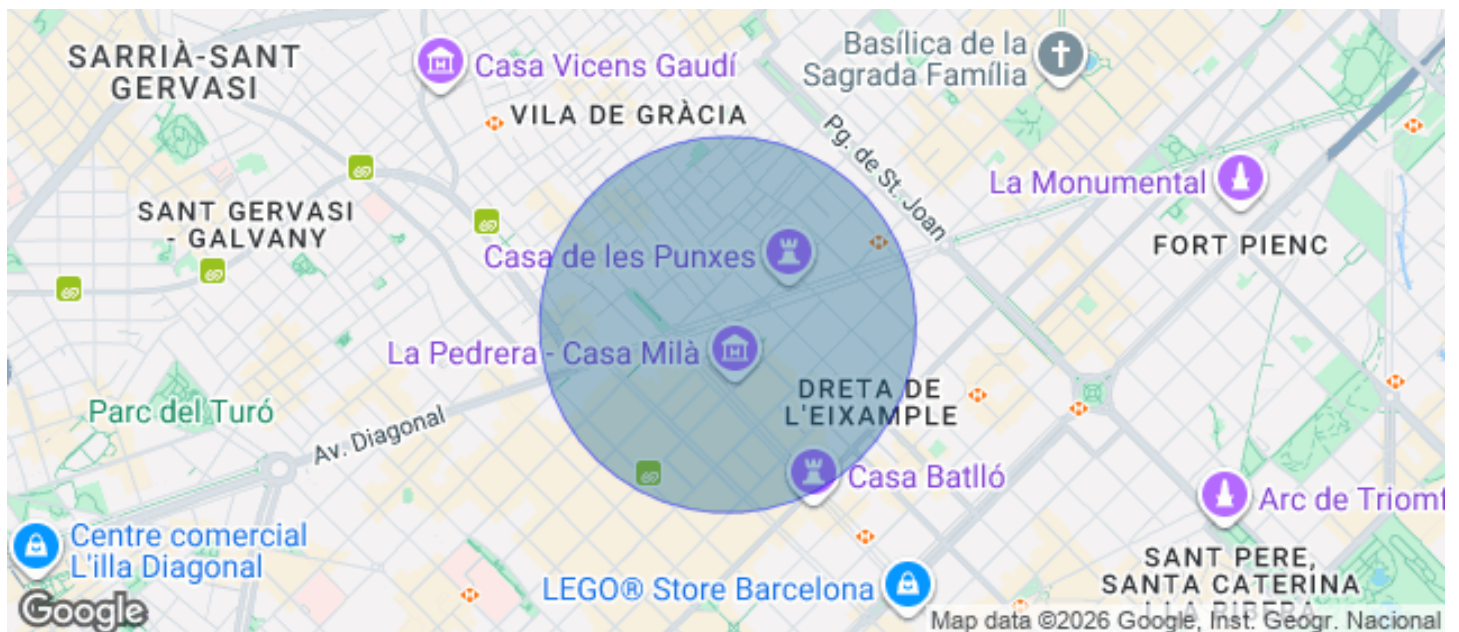 SARRIÀ-SANT
GERVASI
Casa Vicens Gaudí
Basílica de la
Sagrada Família
VILA DE GRÀCIA
Pg. de St. Joan
La Monumental
SANT GERVASI
- GALVANY
FORT PIENC
Casa de les Punxes
La Pedrera - Casa Milà
DRETA DE
L'EIXAMPLE
Parc del Turó
Av. Diagonal
Casa Batlló
Arc de Triomf
Centre comercial
L'illa Diagonal
SANT PERE,
SANTA CATERINA
I LA RIBERA
LEGO® Store Barcelona
Google
Map data ©2026 Google, Inst. Geogr. Nacional